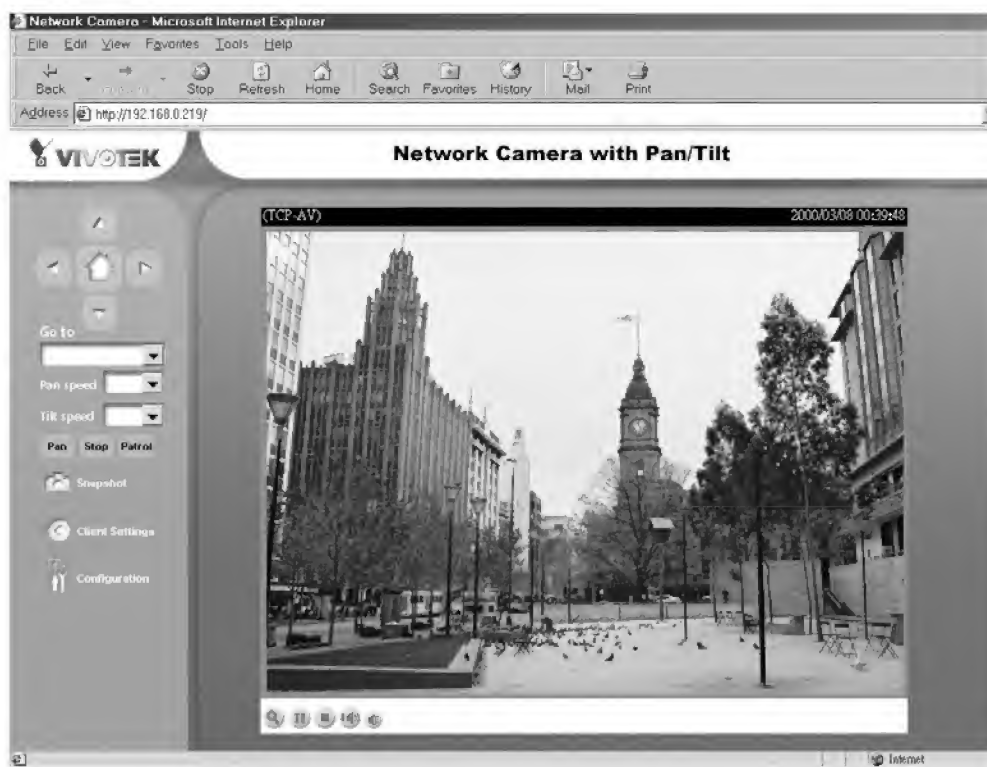 Network Camera - Microsoft Internet Explorer
File Edit View Favorites Tools Help
Back Stop Refresh Home Search Favorites History Mail Print
Address http://192.168.0.219/
VIVOTEK
Network Camera with Pan/Tilt
(TCP-AV) 2000/03/08 00:39:48
Go to
Pan speed
Tilt speed
Pan Stop Patrol
Snapshot
Client Settings
Configuration
Internet